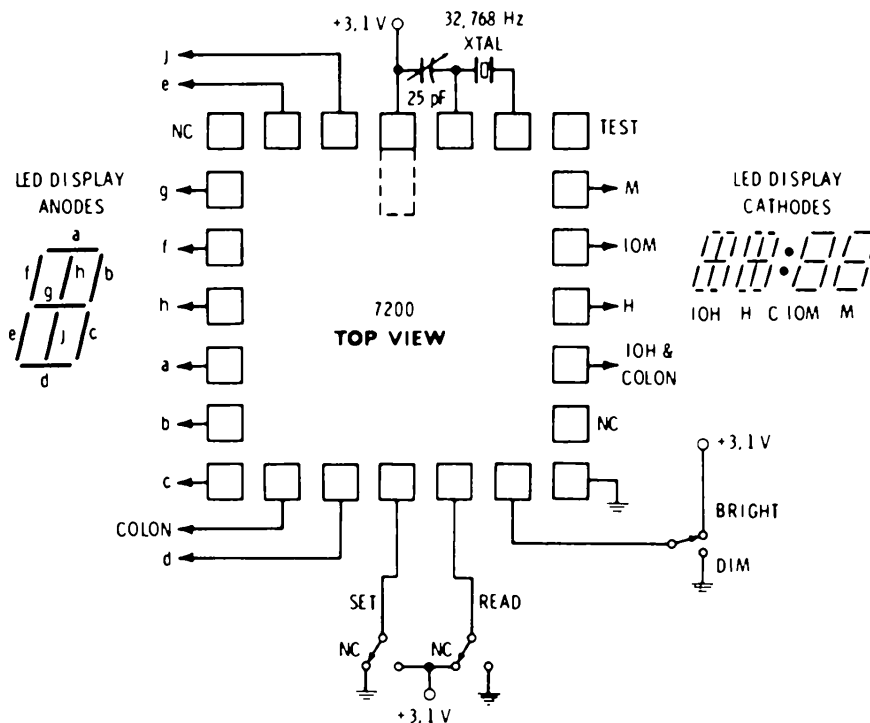 +3.1 V
32,768 Hz
XTAL
j
e
25 pF
NC
TEST
LED DISPLAY
ANODES
a
f
h
b
g
e
j
c
d
g
f
h
a
b
c
COLON
d
7200
TOP VIEW
M
10M
H
10H &
COLON
NC
LED DISPLAY
CATHODES
10H H C 10M M
+3.1 V
BRIGHT
DIM
SET
READ
NC
NC
+3.1 V